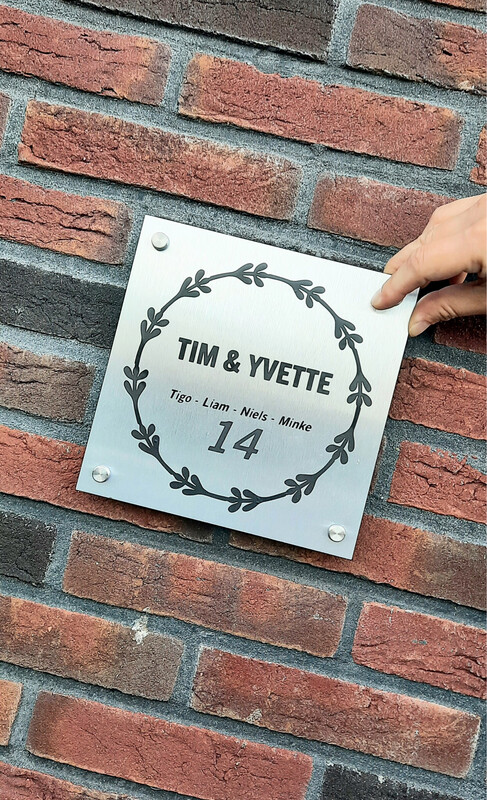 TIM & YVETTE
Tigo - Liam - Niels - Minke
14